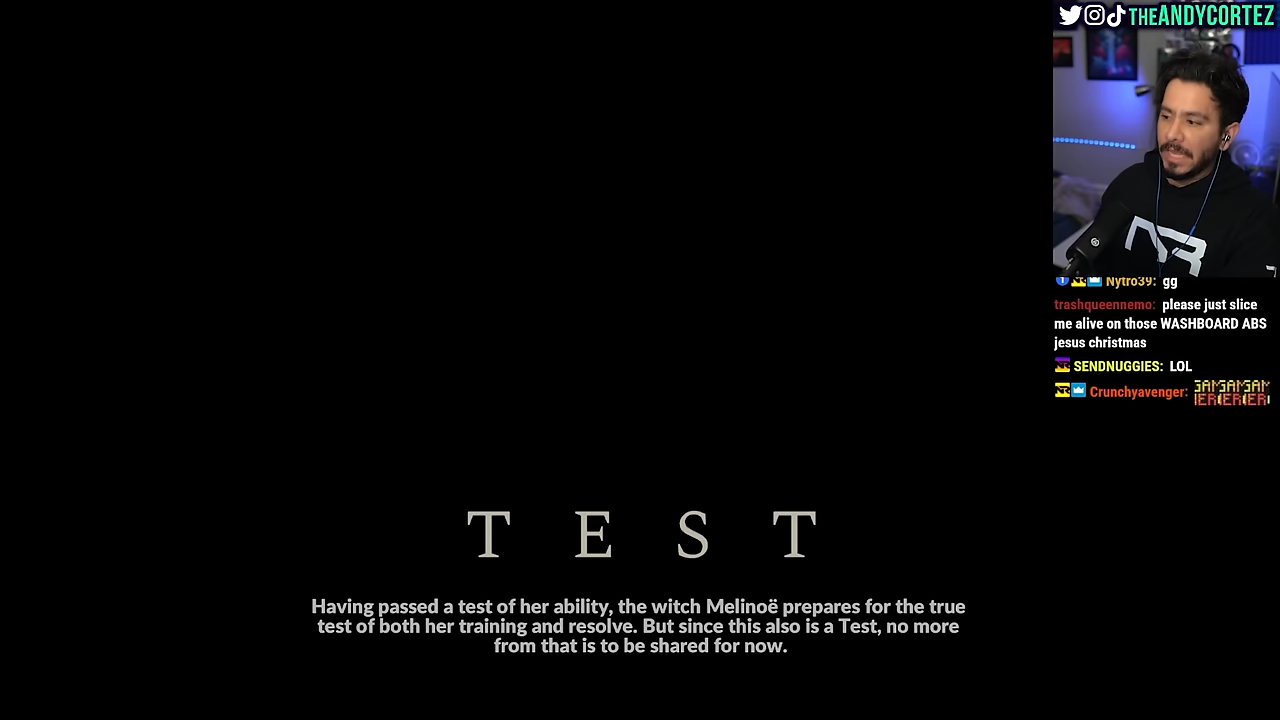 THEANDYCORTEZ
Nytro39: gg
trashqueennemo: please just slice
me alive on those WASHBOARD ABS
jesus christmas
SENDNUGGIES: LOL
Crunchyavenger:
T E S T
Having passed a test of her ability, the witch Melinoë prepares for the true
test of both her training and resolve. But since this also is a Test, no more
from that is to be shared for now.